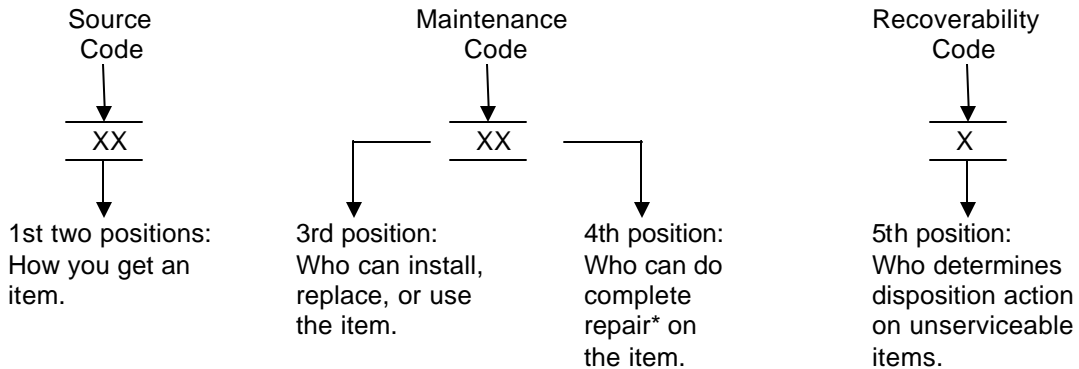 Source
Code
Maintenance
Code
Recoverability
Code
XX
XX
X
1st two positions:
How you get an
item.
3rd position:
Who can install,
replace, or use
the item.
4th position:
Who can do
complete
repair* on
the item.
5th position:
Who determines
disposition action
on unserviceable
items.